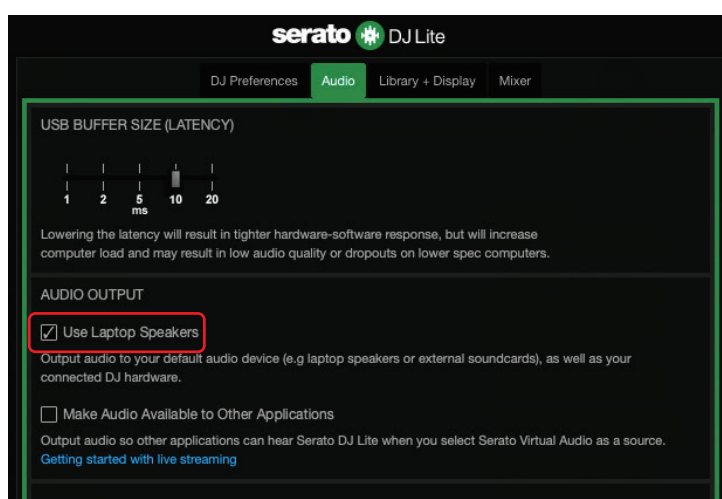 serato DJ Lite
DJ Preferences Audio Library + Display Mixer
USB BUFFER SIZE (LATENCY)
1 2 5 10 20
ms
Lowering the latency will result in tighter hardware-software response, but will increase
computer load and may result in low audio quality or dropouts on lower spec computers.
AUDIO OUTPUT
Use Laptop Speakers
Output audio to your default audio device (e.g laptop speakers or external soundcards), as well as your
connected DJ hardware.
Make Audio Available to Other Applications
Output audio so other applications can hear Serato DJ Lite when you select Serato Virtual Audio as a source.
Getting started with live streaming